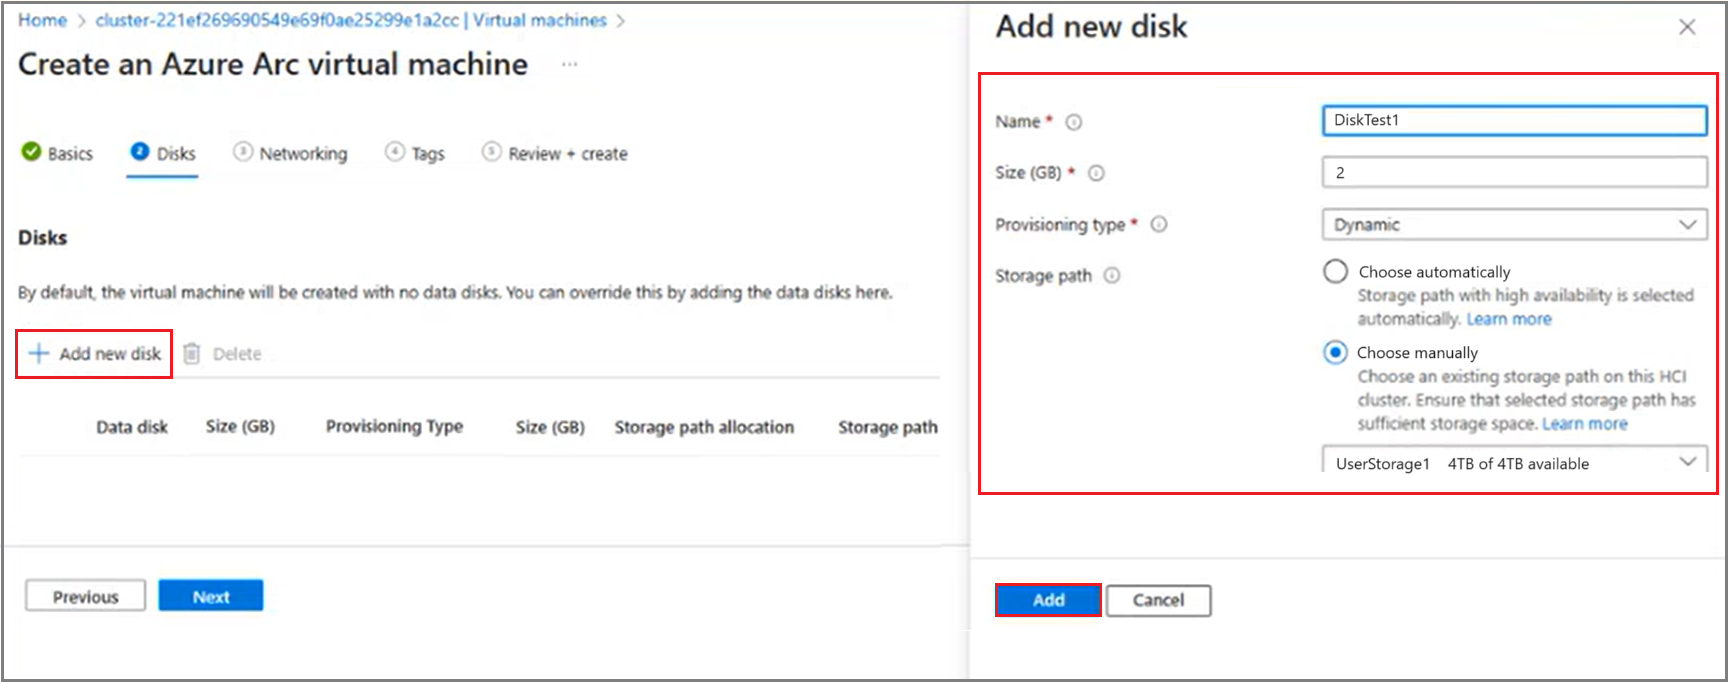 Home > cluster-221ef269690549e69f0ae25299e1a2cc | Virtual machines >
Create an Azure Arc virtual machine ...
Basics 2 Disks 3 Networking 4 Tags 5 Review + create
Disks
By default, the virtual machine will be created with no data disks. You can override this by adding the data disks here.
+ Add new disk Delete
Data disk Size (GB) Provisioning Type Size (GB) Storage path allocation Storage path
Previous Next
Add new disk
Name * DiskTest1
Size (GB) * 2
Provisioning type * Dynamic
Storage path Choose automatically
Storage path with high availability is selected
automatically. Learn more
Choose manually
Choose an existing storage path on this HCI
cluster. Ensure that selected storage path has
sufficient storage space. Learn more
UserStorage1 4TB of 4TB available
Add Cancel